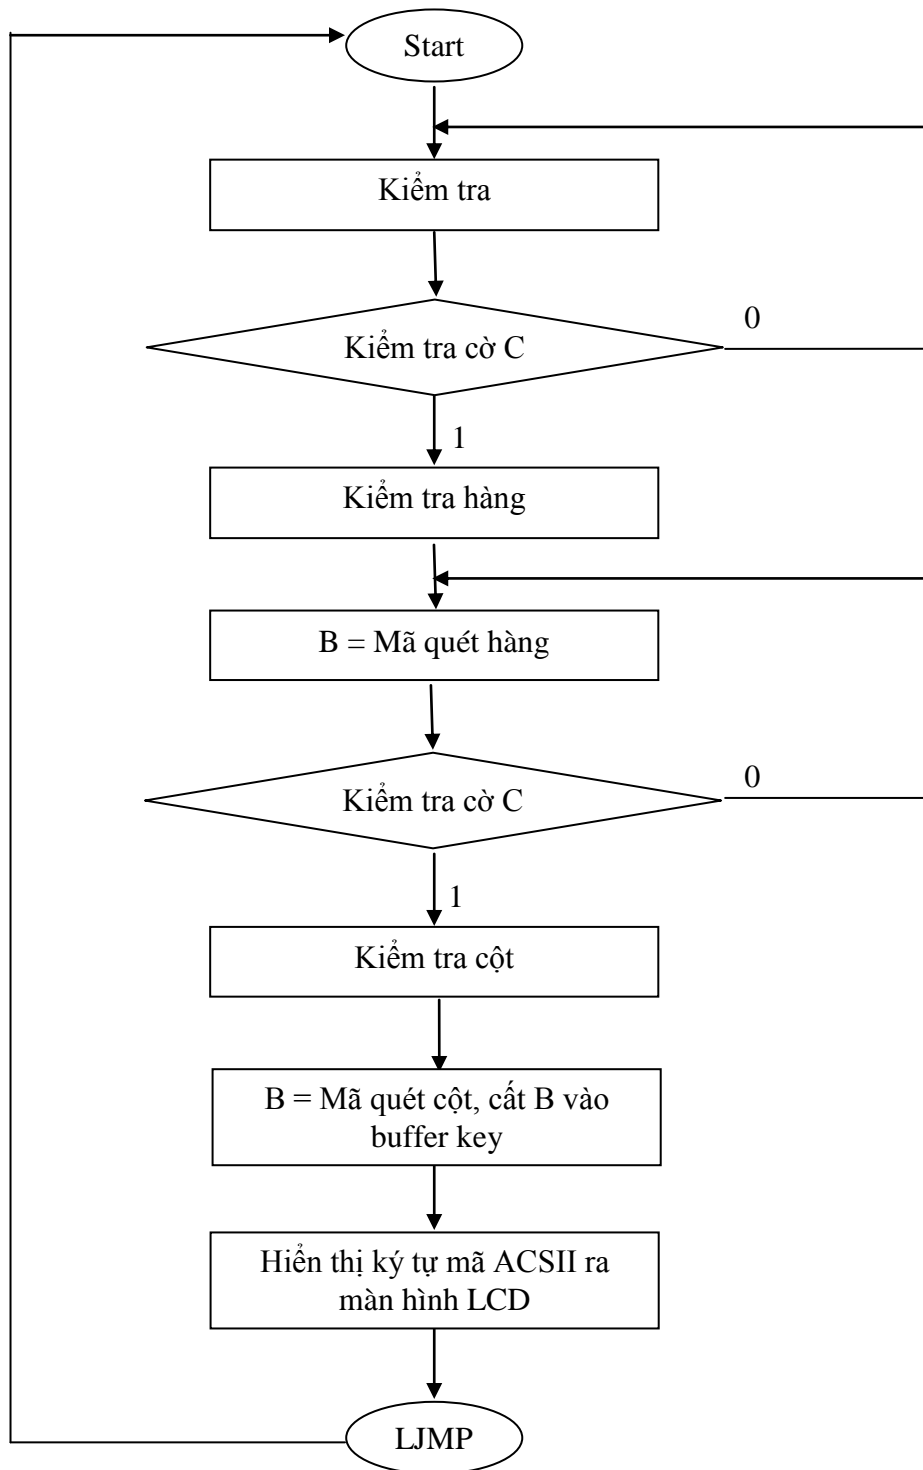 Start
Kiểm tra
Kiểm tra cờ C
0
1
Kiểm tra hàng
B = Mã quét hàng
Kiểm tra cờ C
0
1
Kiểm tra cột
B = Mã quét cột, cất B vào
buffer key
Hiển thị ký tự mã ACSII ra
màn hình LCD
LJMP